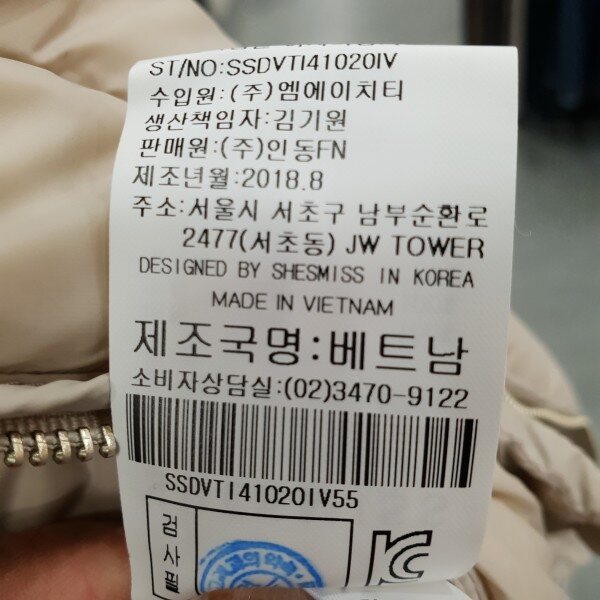 ST/NO:SSDVTI41020IV
수입원:(주)엠에이치티
생산책임자:김기원
판매원:(주)인동FN
제조년월:2018.8
주소:서울시 서초구 남부순환로
2477(서초동) JW TOWER
DESIGNED BY SHESMISS IN KOREA
MADE IN VIETNAM
제조국명:베트남
소비자상담실:(02)3470-9122
SSDVTI41020IV55
검사필